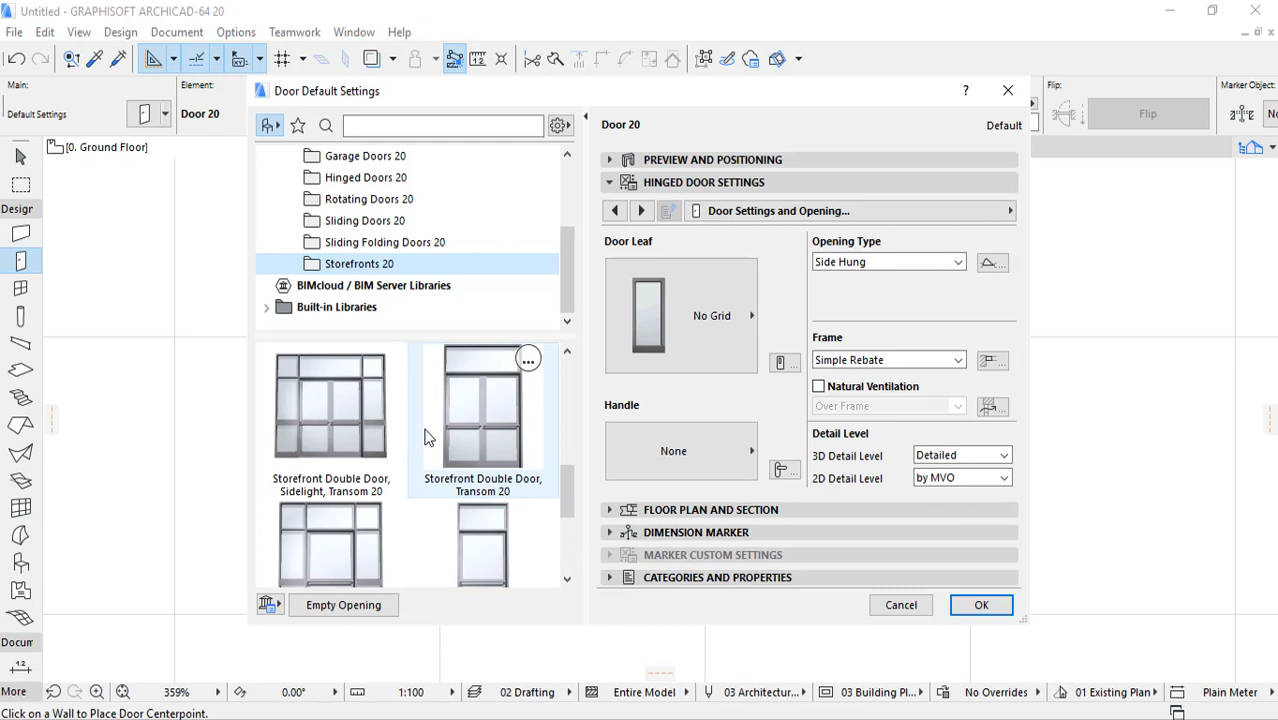 Untitled - GRAPHISOFT ARCHICAD-64 20
File Edit View Design Document Options Teamwork Window Help
Main:
Default Settings
Element:
Door 20
Flip:
Flip
Marker Object:
[0. Ground Floor]
Door Default Settings
?
Garage Doors 20
Hinged Doors 20
Rotating Doors 20
Sliding Doors 20
Sliding Folding Doors 20
Storefronts 20
BIMcloud / BIM Server Libraries
Built-in Libraries
Storefront Double Door, Sidelight, Transom 20
Storefront Double Door, Transom 20
Empty Opening
Door 20
Default
PREVIEW AND POSITIONING
HINGED DOOR SETTINGS
Door Settings and Opening...
Door Leaf
No Grid
Handle
None
Opening Type
Side Hung
Frame
Simple Rebate
Natural Ventilation
Over Frame
Detail Level
3D Detail Level Detailed
2D Detail Level by MVO
FLOOR PLAN AND SECTION
DIMENSION MARKER
MARKER CUSTOM SETTINGS
CATEGORIES AND PROPERTIES
Cancel OK
Design
Docum
1.2
More
359% 0.00° 1:100 02 Drafting Entire Model 03 Architectur... 03 Building Pl... No Overrides 01 Existing Plan Plain Meter
Click on a Wall to Place Door Centerpoint.